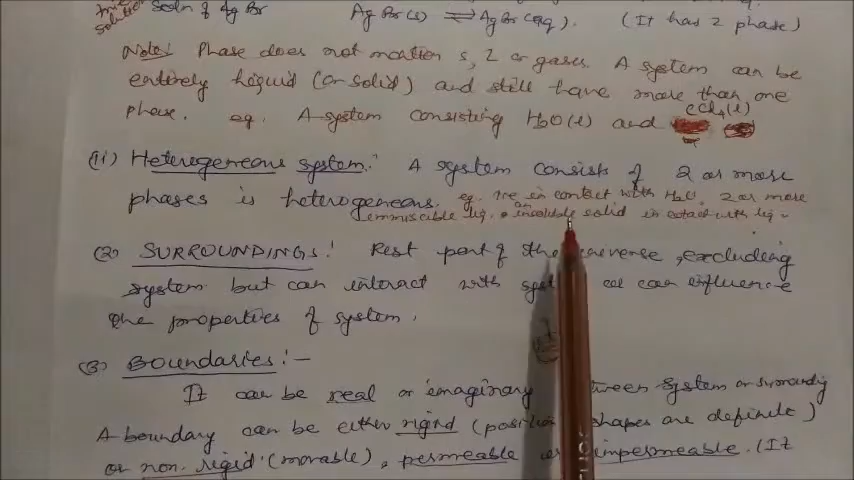 true solution
Soln of AgBr AgBr(s) ⇌ AgBr(aq). (It has 2 phase)
Note! Phase does not mention s, l or gases. A system can be
entirely liquid (or solid) and still have more than one
phase. eg. A system consisting H₂O(l) and CCl₄(l)
(ii) Heterogeneous system: A system consists of 2 or more
phases is heterogeneous. eg. Ice in contact with H₂O, 2 or more
immiscible liq. an insoluble solid in cotact with liq.
(2) SURROUNDINGS! Rest part of the universe, excluding
system but can interact with can influence
the properties of system.
(3) BOUNDARIES:-
It can be real or imaginary system or surrounding
A boundary can be either rigid (position shapes are definite)
or non-rigid (movable), permeable impermeable. (It